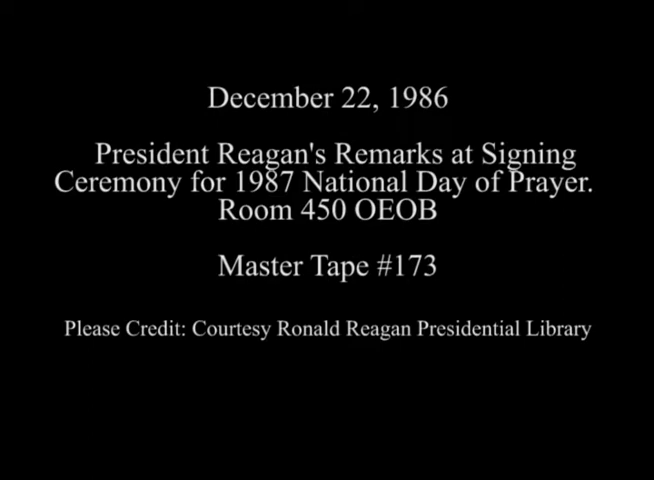 December 22, 1986
President Reagan's Remarks at Signing
Ceremony for 1987 National Day of Prayer.
Room 450 OEOB
Master Tape #173
Please Credit: Courtesy Ronald Reagan Presidential Library